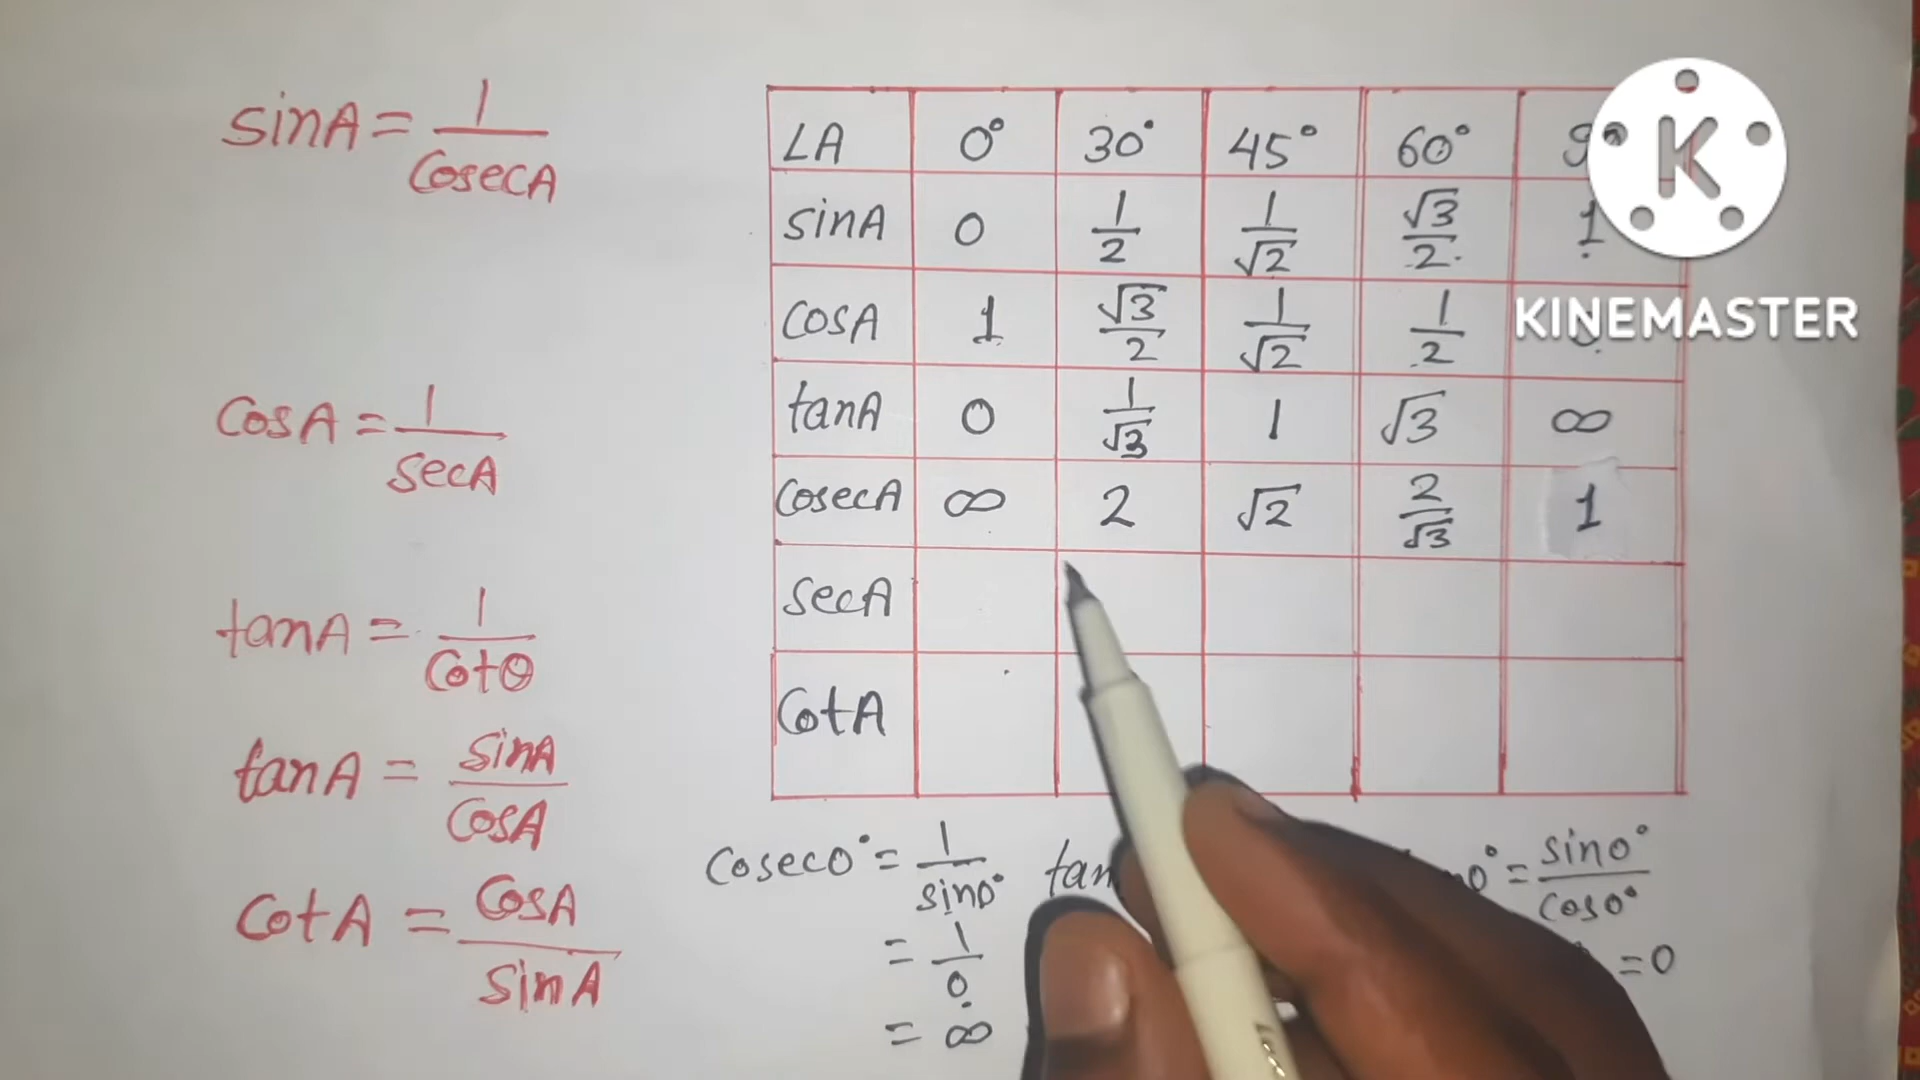 sinA = 1/CosecA
CosA = 1/secA
tanA = 1/Cotθ
tanA = sinA/CosA
CotA = CosA/sinA
∠A 0° 30° 45° 60°
sinA 0 1/2 1/√2 √3/2 1
CosA 1 √3/2 1/√2 1/2
tanA 0 1/√3 1 √3 ∞
CosecA ∞ 2 √2 2/√3 1
secA
CotA
K
KINEMASTER
Cosec0° = 1/sin0°
= 1/0
= ∞
tan
n0° = sin0°/Cos0°
= 0